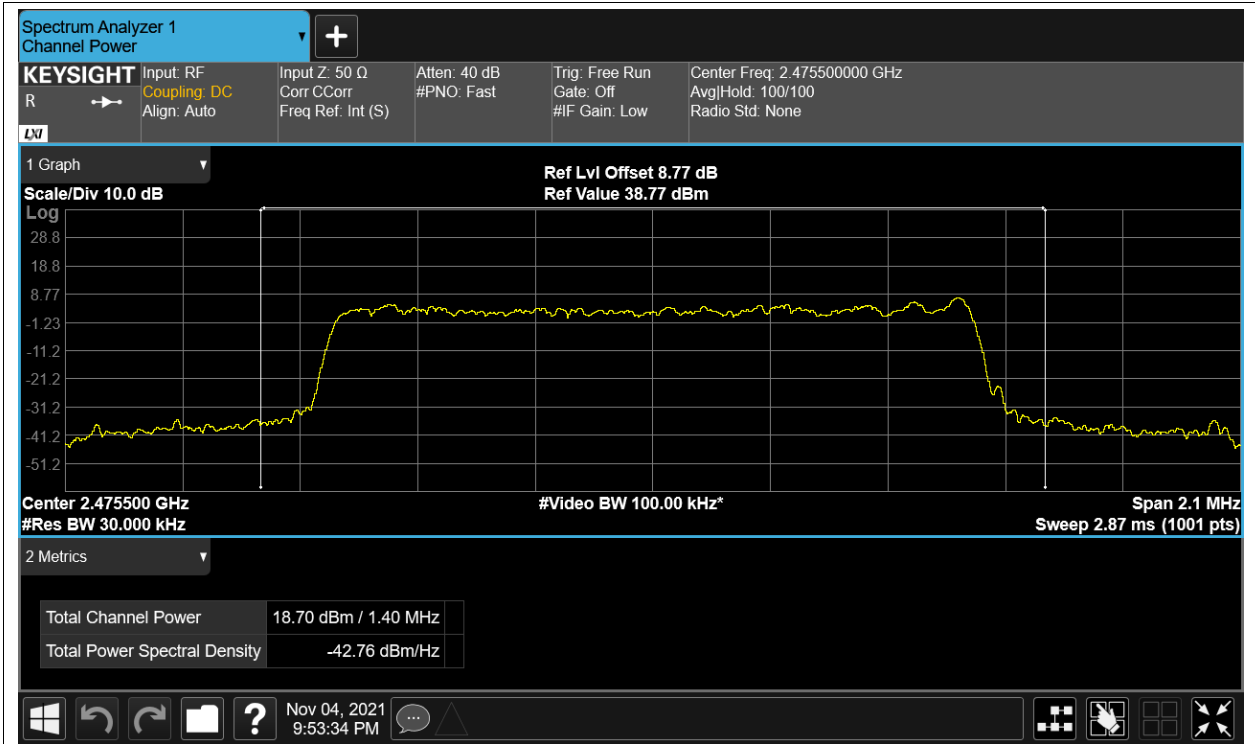 Spectrum Analyzer 1
Channel Power
KEYSIGHT
R
LXI
Input: RF
Coupling: DC
Align: Auto
Input Z: 50 Ω
Corr CCorr
Freq Ref: Int (S)
Atten: 40 dB
#PNO: Fast
Trig: Free Run
Gate: Off
#IF Gain: Low
Center Freq: 2.475500000 GHz
Avg|Hold: 100/100
Radio Std: None
1 Graph
Scale/Div 10.0 dB
Ref Lvl Offset 8.77 dB
Ref Value 38.77 dBm
Log
28.8
18.8
8.77
-1.23
-11.2
-21.2
-31.2
-41.2
-51.2
Center 2.475500 GHz
#Video BW 100.00 kHz*
Span 2.1 MHz
#Res BW 30.000 kHz
Sweep 2.87 ms (1001 pts)
2 Metrics
Total Channel Power 18.70 dBm / 1.40 MHz
Total Power Spectral Density -42.76 dBm/Hz
?
Nov 04, 2021
9:53:34 PM